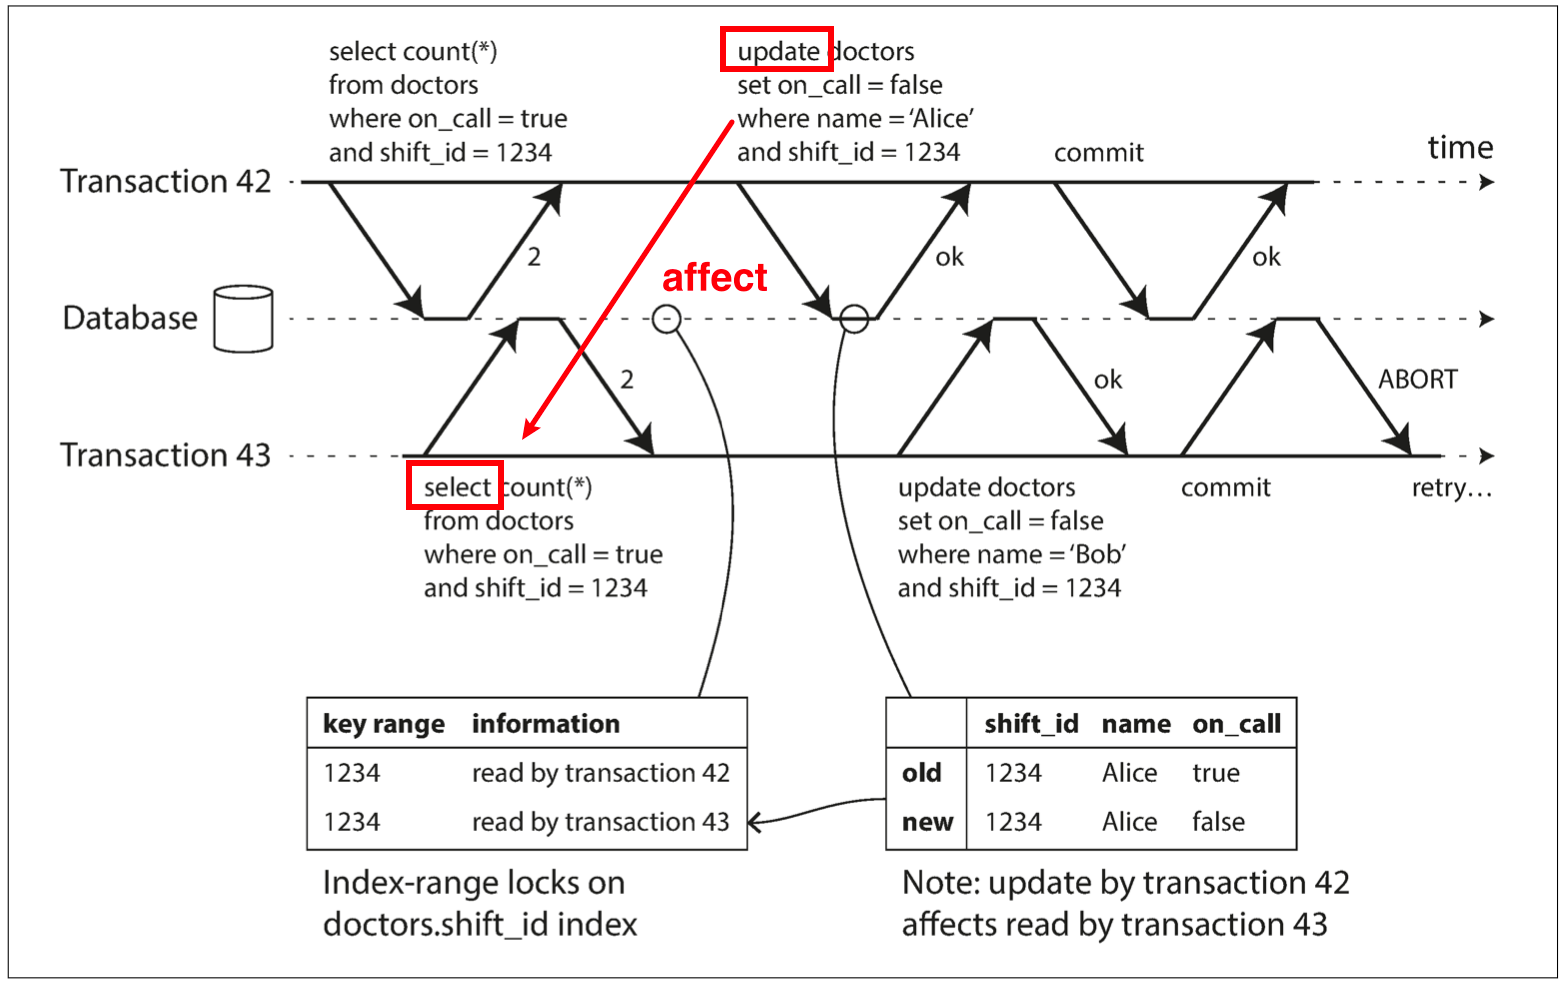 select count(*)
from doctors
where on_call = true
and shift_id = 1234
update doctors
set on_call = false
where name = ‘Alice’
and shift_id = 1234
commit
time
Transaction 42
2
affect
ok
ok
Database
2
ok
ABORT
Transaction 43
select count(*)
from doctors
where on_call = true
and shift_id = 1234
update doctors
set on_call = false
where name = ‘Bob’
and shift_id = 1234
commit
retry…
key range information
1234 read by transaction 42
1234 read by transaction 43
Index-range locks on
doctors.shift_id index
shift_id name on_call
old 1234 Alice true
new 1234 Alice false
Note: update by transaction 42
affects read by transaction 43